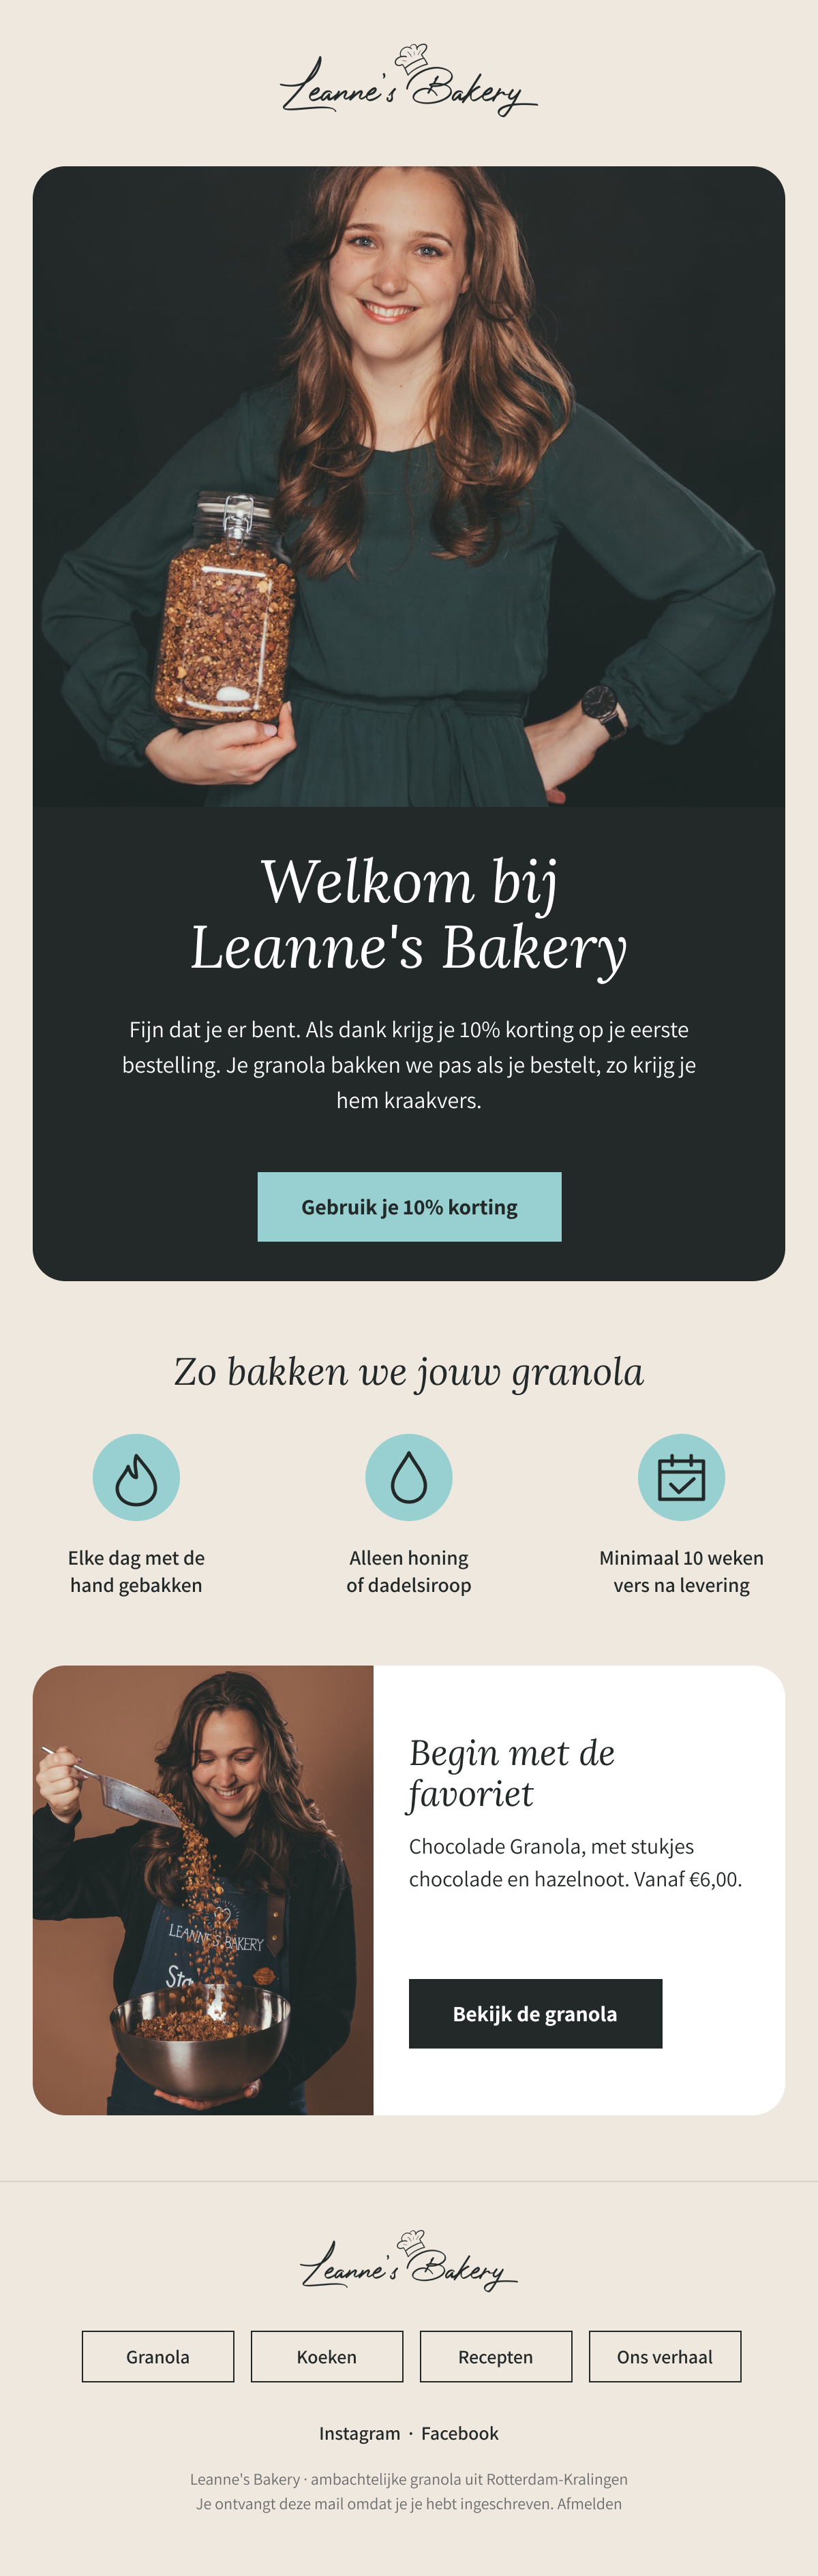 Leanne's Bakery
Welkom bij
Leanne's Bakery
Fijn dat je er bent. Als dank krijg je 10% korting op je eerste
bestelling. Je granola bakken we pas als je bestelt, zo krijg je
hem kraakvers.
Gebruik je 10% korting
Zo bakken we jouw granola
Elke dag met de
hand gebakken
Alleen honing
of dadelsiroop
Minimaal 10 weken
vers na levering
LEANNE'S BAKERY
Begin met de
favoriet
Chocolade Granola, met stukjes
chocolade en hazelnoot. Vanaf €6,00.
Bekijk de granola
Leanne's Bakery
Granola
Koeken
Recepten
Ons verhaal
Instagram · Facebook
Leanne's Bakery · ambachtelijke granola uit Rotterdam-Kralingen
Je ontvangt deze mail omdat je je hebt ingeschreven. Afmelden